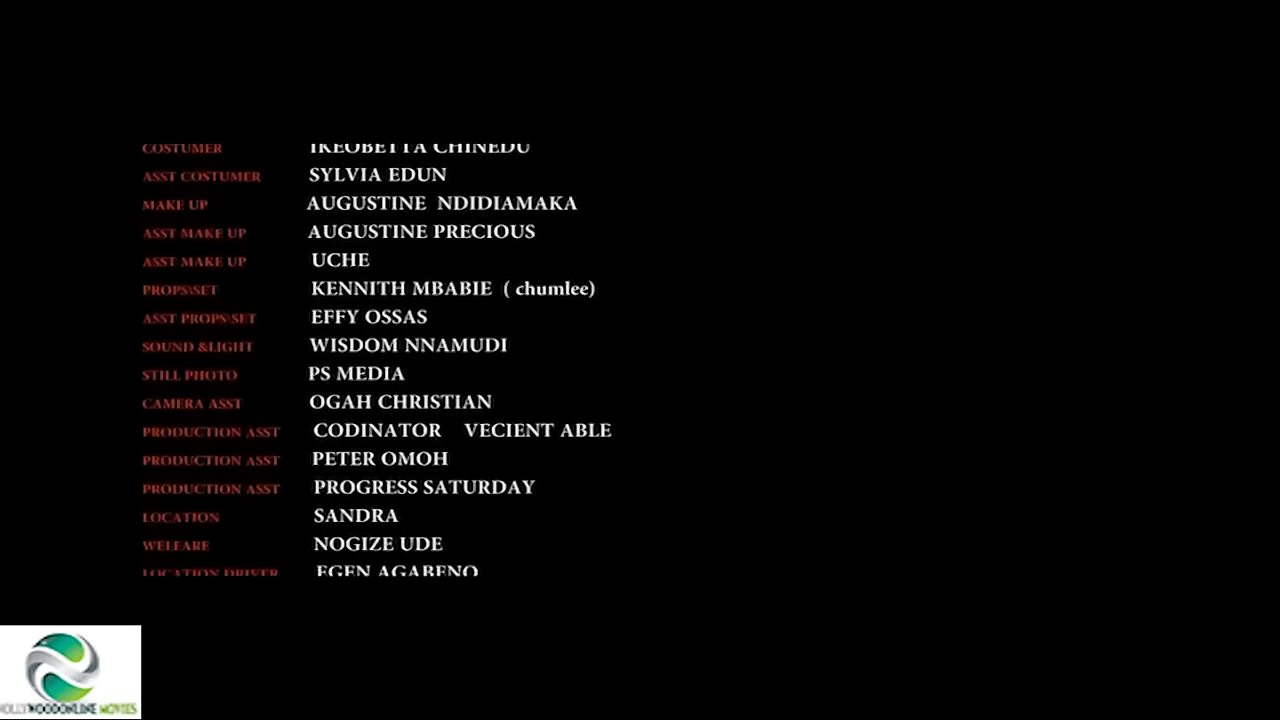 COSTUMER IKEOBETTA CHINEDU
ASST COSTUMER SYLVIA EDUN
MAKE UP AUGUSTINE NDIDIAMAKA
ASST MAKE UP AUGUSTINE PRECIOUS
ASST MAKE UP UCHE
PROPS\SET KENNITH MBABIE ( chumlee)
ASST PROPS\SET EFFY OSSAS
SOUND &LIGHT WISDOM NNAMUDI
STILL PHOTO PS MEDIA
CAMERA ASST OGAH CHRISTIAN
PRODUCTION ASST CODINATOR VECIENT ABLE
PRODUCTION ASST PETER OMOH
PRODUCTION ASST PROGRESS SATURDAY
LOCATION SANDRA
WELFARE NOGIZE UDE
LOCATION DRIVER EGEN AGABENO
NOLLYWOODONLINE MOVIES